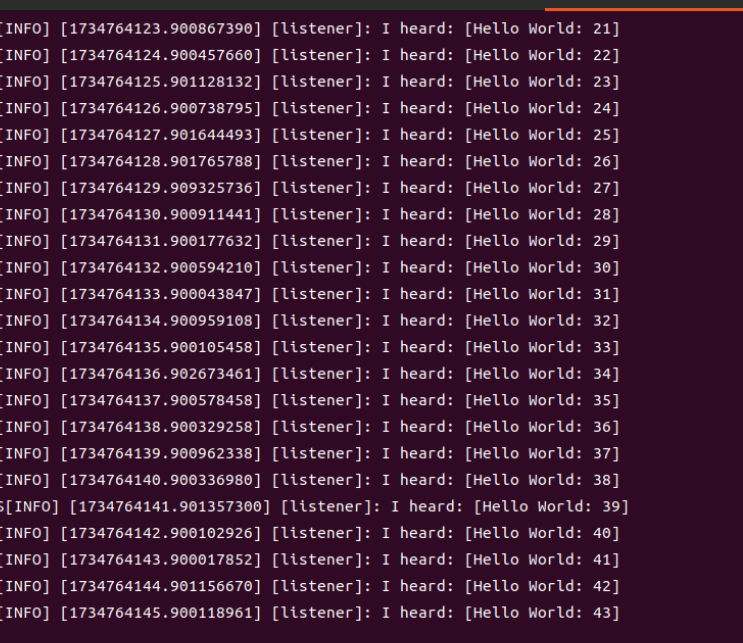 [INFO] [1734764123.900867390] [listener]: I heard: [Hello World: 21]
[INFO] [1734764124.900457660] [listener]: I heard: [Hello World: 22]
[INFO] [1734764125.901128132] [listener]: I heard: [Hello World: 23]
[INFO] [1734764126.900738795] [listener]: I heard: [Hello World: 24]
[INFO] [1734764127.901644493] [listener]: I heard: [Hello World: 25]
[INFO] [1734764128.901765788] [listener]: I heard: [Hello World: 26]
[INFO] [1734764129.909325736] [listener]: I heard: [Hello World: 27]
[INFO] [1734764130.900911441] [listener]: I heard: [Hello World: 28]
[INFO] [1734764131.900177632] [listener]: I heard: [Hello World: 29]
[INFO] [1734764132.900594210] [listener]: I heard: [Hello World: 30]
[INFO] [1734764133.900043847] [listener]: I heard: [Hello World: 31]
[INFO] [1734764134.900959108] [listener]: I heard: [Hello World: 32]
[INFO] [1734764135.900105458] [listener]: I heard: [Hello World: 33]
[INFO] [1734764136.902673461] [listener]: I heard: [Hello World: 34]
[INFO] [1734764137.900578458] [listener]: I heard: [Hello World: 35]
[INFO] [1734764138.900329258] [listener]: I heard: [Hello World: 36]
[INFO] [1734764139.900962338] [listener]: I heard: [Hello World: 37]
[INFO] [1734764140.900336980] [listener]: I heard: [Hello World: 38]
S[INFO] [1734764141.901357300] [listener]: I heard: [Hello World: 39]
[INFO] [1734764142.900102926] [listener]: I heard: [Hello World: 40]
[INFO] [1734764143.900017852] [listener]: I heard: [Hello World: 41]
[INFO] [1734764144.901156670] [listener]: I heard: [Hello World: 42]
[INFO] [1734764145.900118961] [listener]: I heard: [Hello World: 43]